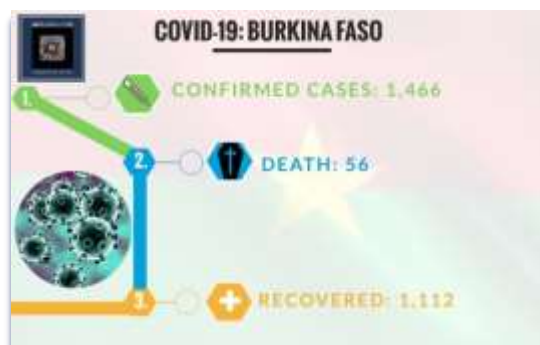 COVID-19: BURKINA FASO
1.
CONFIRMED CASES: 1,466
2.
DEATH: 56
3.
RECOVERED: 1,112